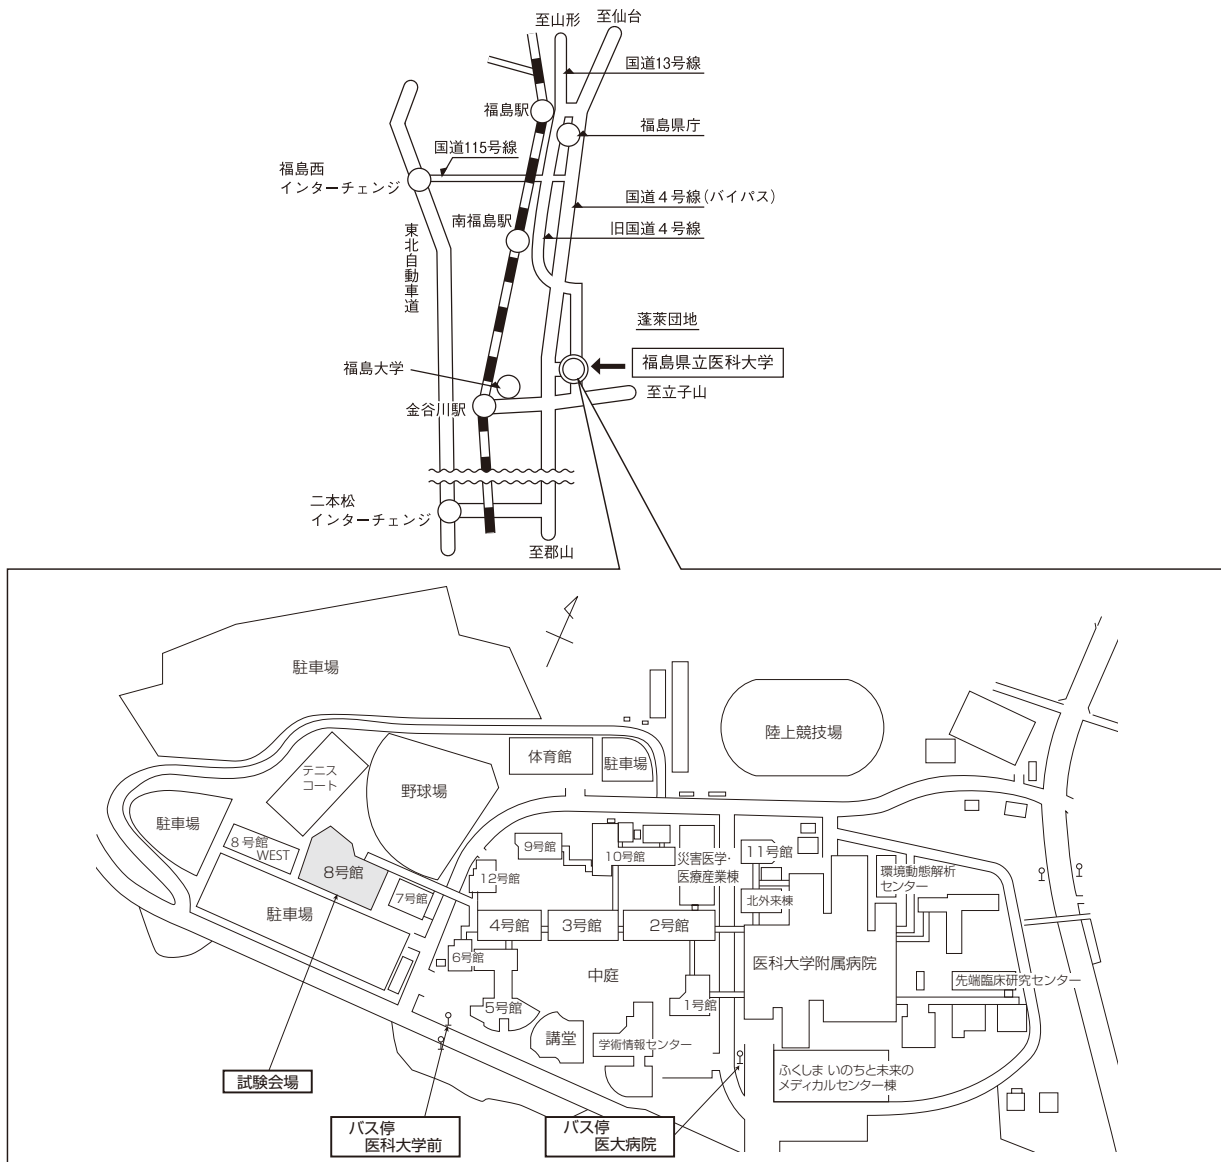 至山形
至仙台
国道13号線
福島駅
福島県庁
国道115号線
福島西
インターチェンジ
国道４号線(バイパス)
南福島駅
旧国道４号線
東北自動車道
蓬萊団地
福島県立医科大学
福島大学
至立子山
金谷川駅
二本松
インターチェンジ
至郡山
駐車場
陸上競技場
体育館
駐車場
テニス
コート
野球場
駐車場
８号館
WEST
8号館
7号館
駐車場
9号館
10号館
災害医学・
医療産業棟
11号館
環境動態解析
センター
12号館
北外来棟
4号館
3号館
2号館
6号館
中庭
医科大学附属病院
先端臨床研究センター
5号館
1号館
講堂
学術情報センター
ふくしま いのちと未来の
メディカルセンター棟
試験会場
バス停
医科大学前
バス停
医大病院